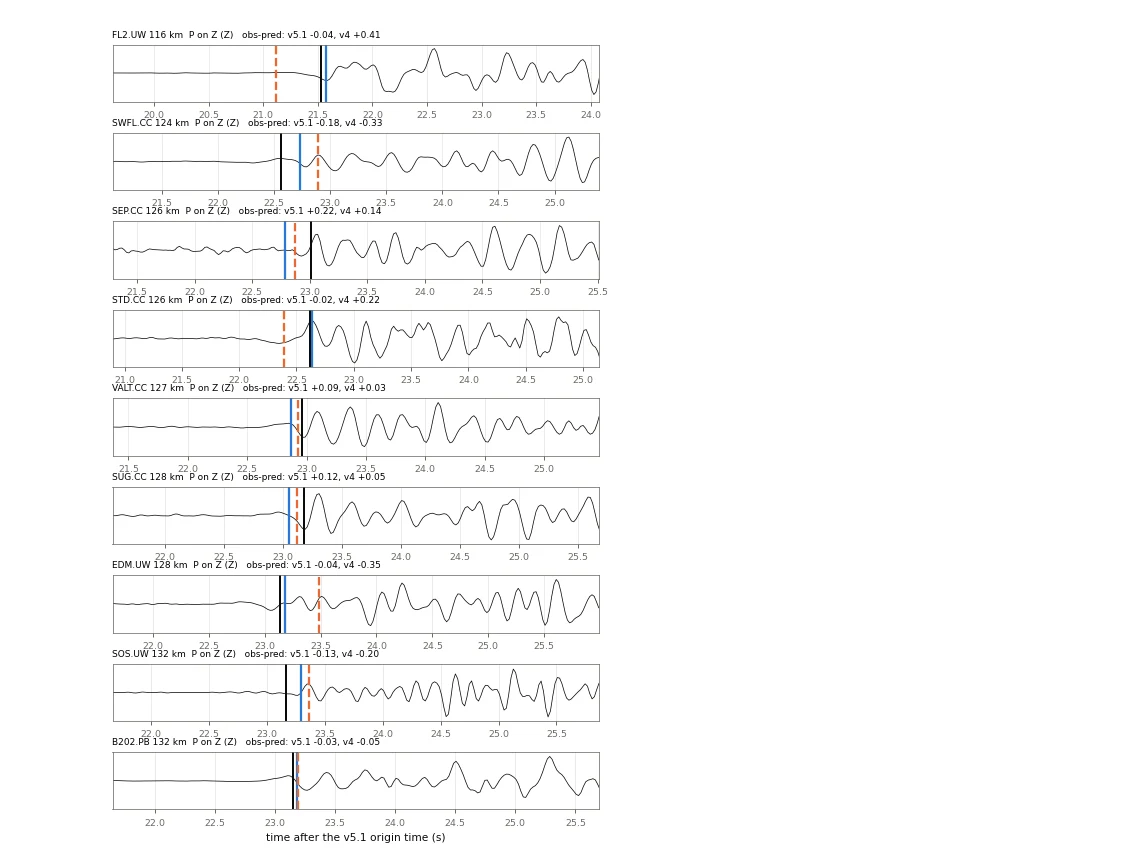 FL2.UW 116 km P on Z (Z) obs-pred: v5.1 -0.04, v4 +0.41
20.0 20.5 21.0 21.5 22.0 22.5 23.0 23.5 24.0
SWFL.CC 124 km P on Z (Z) obs-pred: v5.1 -0.18, v4 -0.33
21.5 22.0 22.5 23.0 23.5 24.0 24.5 25.0
SEP.CC 126 km P on Z (Z) obs-pred: v5.1 +0.22, v4 +0.14
21.5 22.0 22.5 23.0 23.5 24.0 24.5 25.0 25.5
STD.CC 126 km P on Z (Z) obs-pred: v5.1 -0.02, v4 +0.22
21.0 21.5 22.0 22.5 23.0 23.5 24.0 24.5 25.0
VALT.CC 127 km P on Z (Z) obs-pred: v5.1 +0.09, v4 +0.03
21.5 22.0 22.5 23.0 23.5 24.0 24.5 25.0
SUG.CC 128 km P on Z (Z) obs-pred: v5.1 +0.12, v4 +0.05
22.0 22.5 23.0 23.5 24.0 24.5 25.0 25.5
EDM.UW 128 km P on Z (Z) obs-pred: v5.1 -0.04, v4 -0.35
22.0 22.5 23.0 23.5 24.0 24.5 25.0 25.5
SOS.UW 132 km P on Z (Z) obs-pred: v5.1 -0.13, v4 -0.20
22.0 22.5 23.0 23.5 24.0 24.5 25.0 25.5
B202.PB 132 km P on Z (Z) obs-pred: v5.1 -0.03, v4 -0.05
22.0 22.5 23.0 23.5 24.0 24.5 25.0 25.5
time after the v5.1 origin time (s)